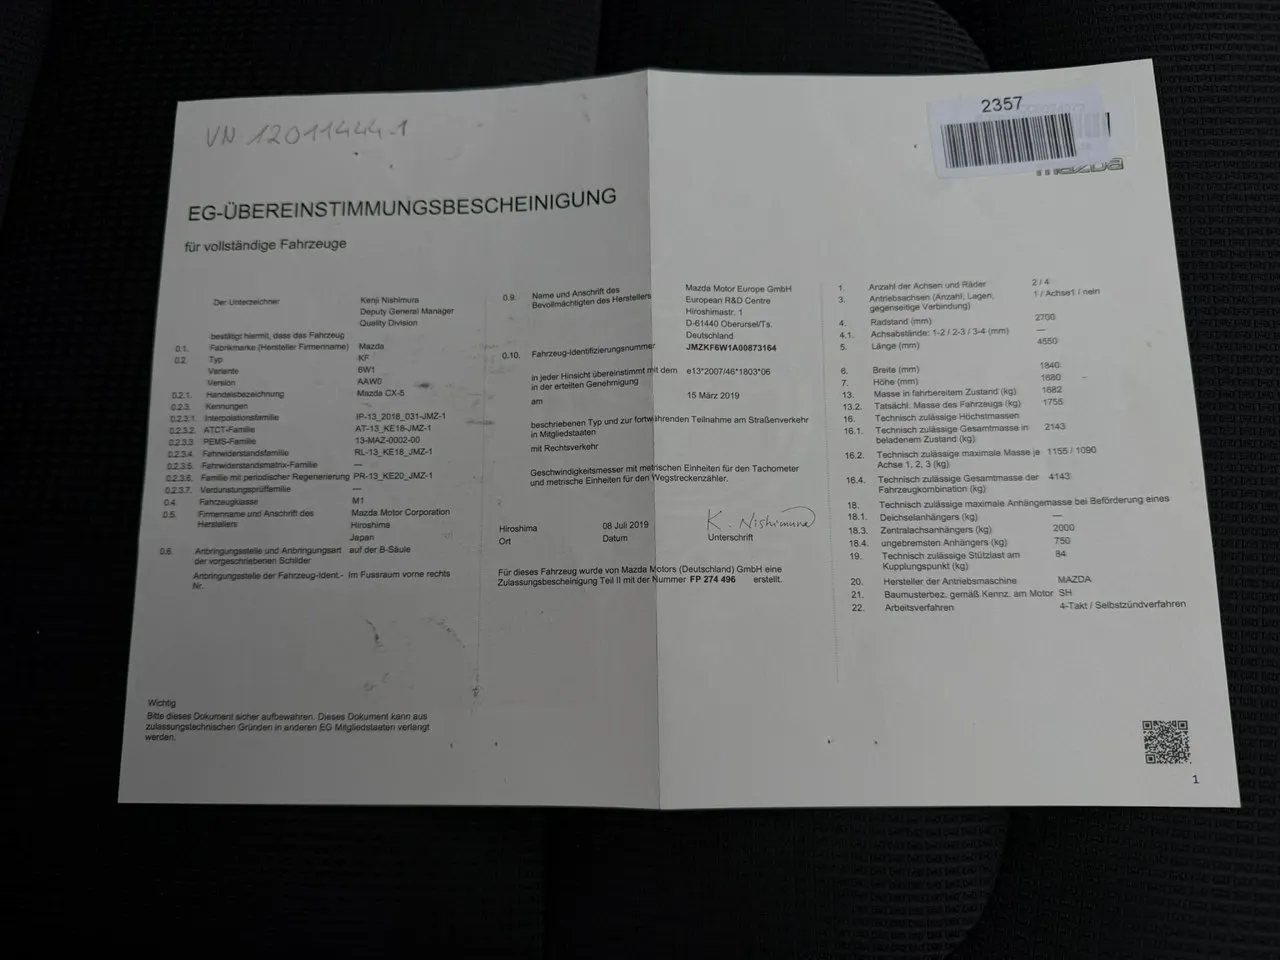 VN 12011444-1
2357
mazda
EG-ÜBEREINSTIMMUNGSBESCHEINIGUNG
für vollständige Fahrzeuge
Der Unterzeichner Kenji Nishimura
Deputy General Manager
Quality Division
bestätigt hiermit, dass das Fahrzeug
0.1. Fabrikmarke (Hersteller Firmenname) Mazda
0.2. Typ KF
Variante 6W1
Version AAW0
0.2.1. Handelsbezeichnung Mazda CX-5
0.2.3. Kennungen
0.2.3.1. Interpolationsfamilie IP-13_2018_031-JMZ-1
0.2.3.2. ATCT-Familie AT-13_KE18-JMZ-1
0.2.3.3. PEMS-Familie 13-MAZ-0002-00
0.2.3.4. Fahrwiderstandsfamilie RL-13_KE18_JMZ-1
0.2.3.5. Fahrwiderstandsmatrix-Familie —
0.2.3.6. Familie mit periodischer Regenerierung PR-13_KE20_JMZ-1
0.2.3.7. Verdunstungsprüffamilie —
0.4. Fahrzeugklasse M1
0.5. Firmenname und Anschrift des Herstellers Mazda Motor Corporation
Hiroshima
Japan
0.6. Anbringungsstelle und Anbringungsart auf der B-Säule
der vorgeschriebenen Schilder
Anbringungsstelle der Fahrzeug-Ident.- Im Fussraum vorne rechts
Nr.
Wichtig
Bitte dieses Dokument sicher aufbewahren. Dieses Dokument kann aus
zulassungstechnischen Gründen in anderen EG Mitgliedstaaten verlangt
werden.
0.9. Name und Anschrift des Bevollmächtigten des Herstellers Mazda Motor Europe GmbH
European R&D Centre
Hiroshimastr. 1
D-61440 Oberursel/Ts.
Deutschland
0.10. Fahrzeug-Identifizierungsnummer JMZKF6W1A00873164
in jeder Hinsicht übereinstimmt mit dem e13*2007/46*1803*06
in der erteilten Genehmigung
am 15 März 2019
beschriebenen Typ und zur fortwährenden Teilnahme am Straßenverkehr
in Mitgliedstaaten
mit Rechtsverkehr
Geschwindigkeitsmesser mit metrischen Einheiten für den Tachometer
und metrische Einheiten für den Wegstreckenzähler.
Hiroshima 08 Juli 2019 K. Nishimura
Ort Datum Unterschrift
Für dieses Fahrzeug wurde von Mazda Motors (Deutschland) GmbH eine
Zulassungsbescheinigung Teil II mit der Nummer FP 274 496 erstellt.
1. Anzahl der Achsen und Räder 2 / 4
3. Antriebsachsen (Anzahl, Lagen, 1 / Achse1 / nein
gegenseitige Verbindung)
4. Radstand (mm) 2700
4.1. Achsabstände: 1-2 / 2-3 / 3-4 (mm) —
5. Länge (mm) 4550
6. Breite (mm) 1840
7. Höhe (mm) 1680
13. Masse in fahrbereitem Zustand (kg) 1682
13.2. Tatsächl. Masse des Fahrzeugs (kg) 1755
16. Technisch zulässige Höchstmassen
16.1. Technisch zulässige Gesamtmasse in 2143
beladenem Zustand (kg)
16.2. Technisch zulässige maximale Masse je 1155 / 1090
Achse 1, 2, 3 (kg)
16.4. Technisch zulässige Gesamtmasse der 4143
Fahrzeugkombination (kg)
18. Technisch zulässige maximale Anhängemasse bei Beförderung eines
18.1. Deichselanhängers (kg) —
18.3. Zentralachsanhängers (kg) 2000
18.4. ungebremsten Anhängers (kg) 750
19. Technisch zulässige Stützlast am 84
Kupplungspunkt (kg)
20. Hersteller der Antriebsmaschine MAZDA
21. Baumusterbez. gemäß Kennz. am Motor SH
22. Arbeitsverfahren 4-Takt / Selbstzündverfahren
1